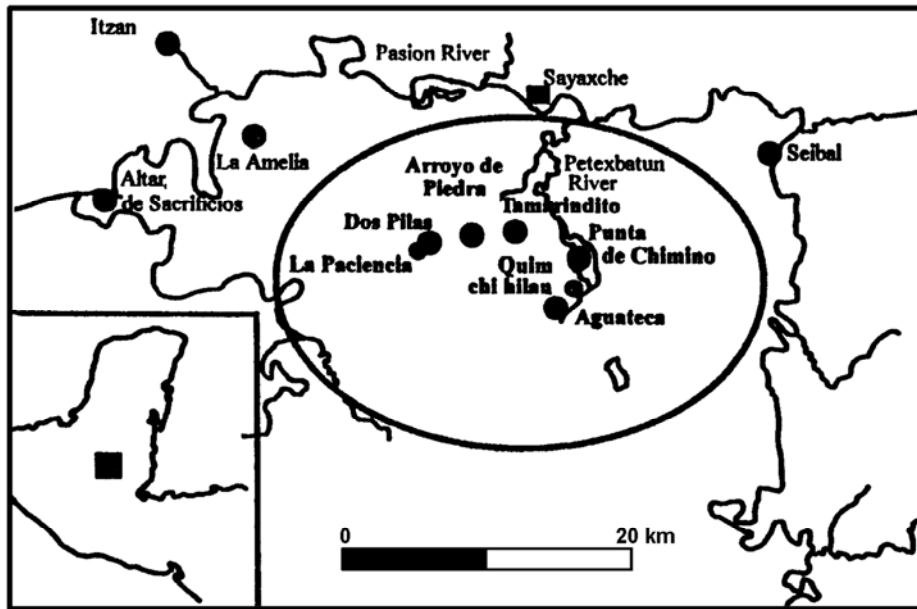 Itzan
Pasion River
Sayaxche
La Amelia
Seibal
Altar
de Sacrificios
Arroyo de
Piedra
Petexbatun
River
Tamarindito
Dos Pilas
Punta
de Chimino
La Paciencia
Quim
chi hilan
Aguateca
0
20 km